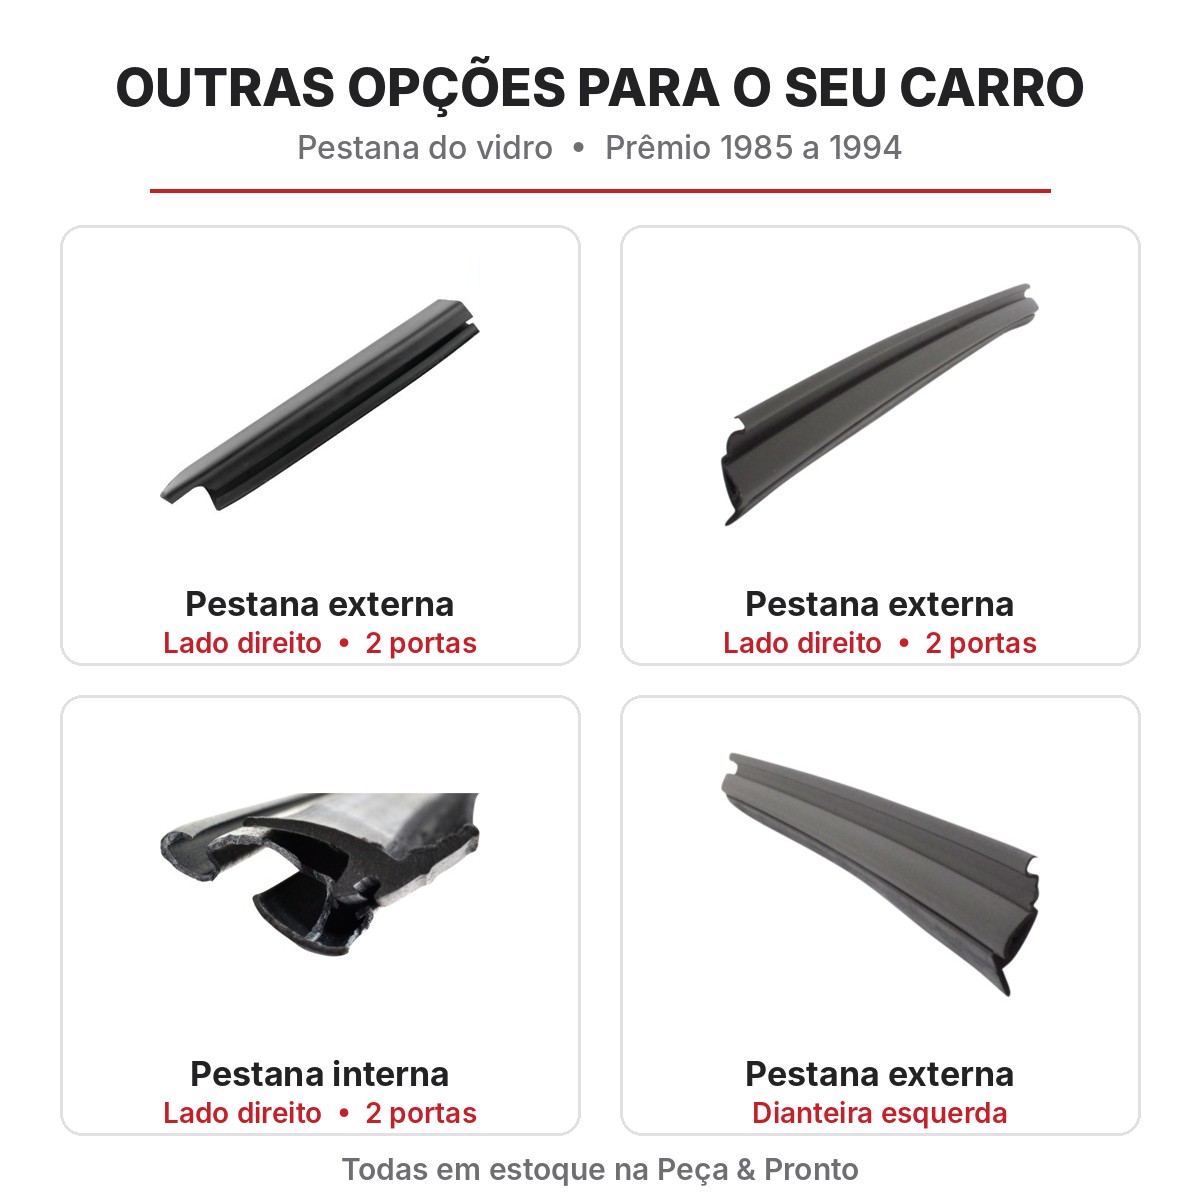 OUTRAS OPÇÕES PARA O SEU CARRO
Pestana do vidro • Prêmio 1985 a 1994
Pestana externa
Lado direito • 2 portas
Pestana externa
Lado direito • 2 portas
Pestana interna
Lado direito • 2 portas
Pestana externa
Dianteira esquerda
Todas em estoque na Peça & Pronto